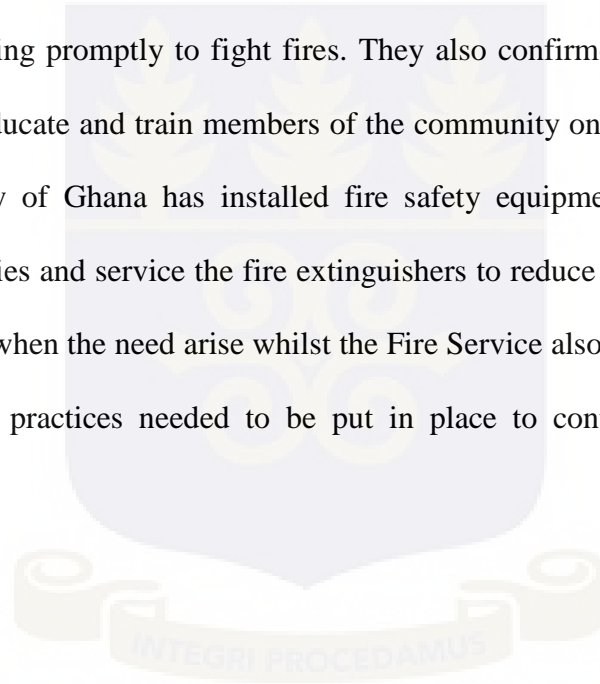 ing promptly to fight fires. They also confirm
ducate and train members of the community on
y of Ghana has installed fire safety equipme
ies and service the fire extinguishers to reduce
when the need arise whilst the Fire Service also
practices needed to be put in place to con
INTEGRI PROCEDAMUS